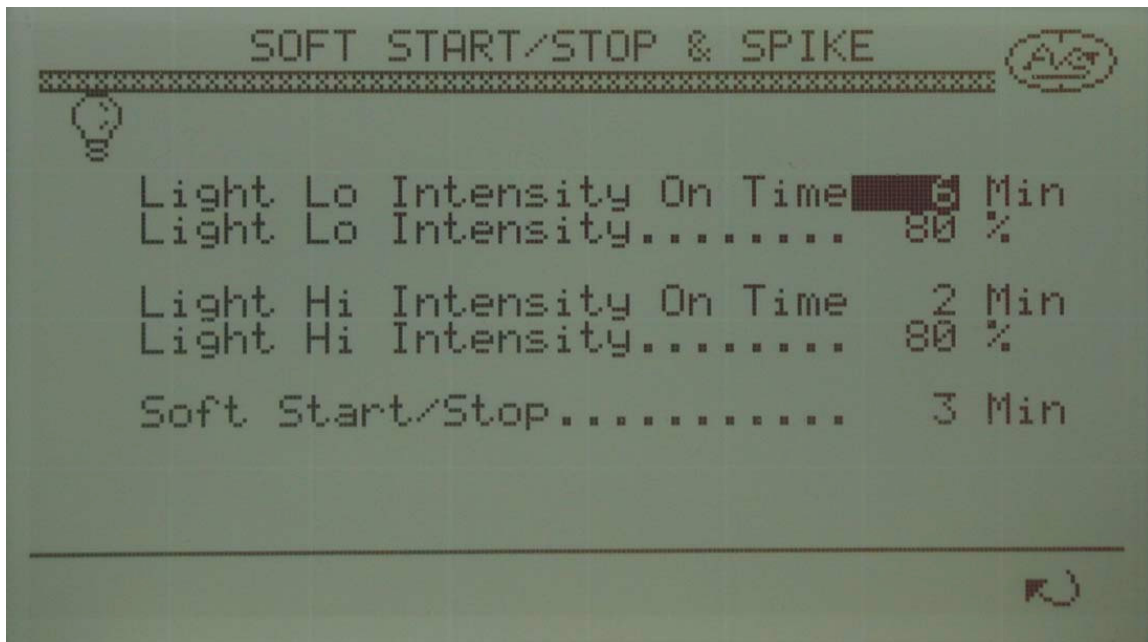 SOFT START/STOP & SPIKE
Light Lo Intensity On Time 6 Min
Light Lo Intensity........ 80 %
Light Hi Intensity On Time 2 Min
Light Hi Intensity........ 80 %
Soft Start/Stop........... 3 Min